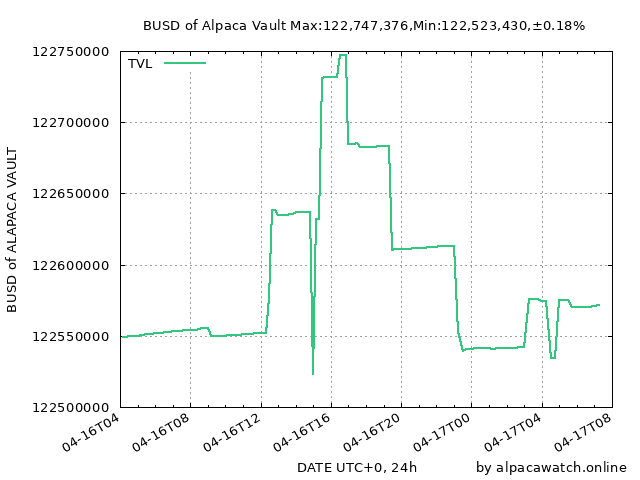 BUSD of Alpaca Vault Max:122,747,376,Min:122,523,430,±0.18%
TVL
122750000
122700000
122650000
122600000
122550000
122500000
BUSD of ALAPACA VAULT
04-16T04
04-16T08
04-16T12
04-16T16
04-16T20
04-17T00
04-17T04
04-17T08
DATE UTC+0, 24h
by alpacawatch.online